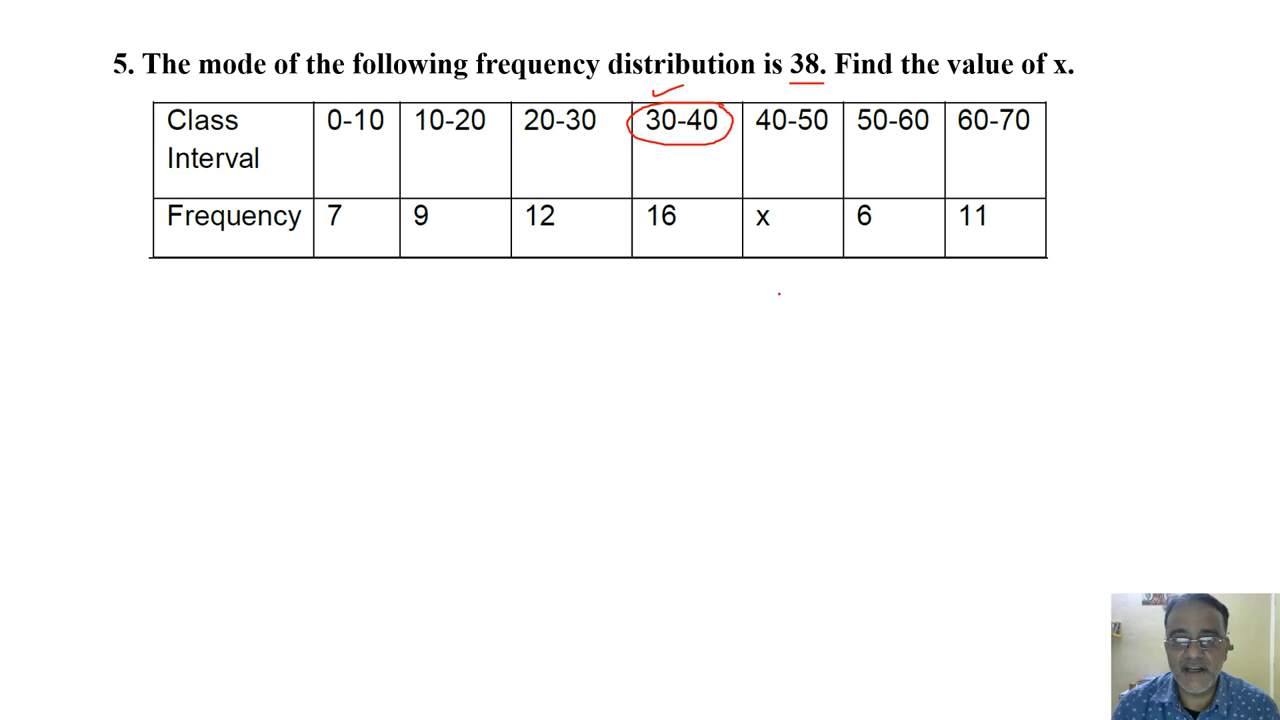 5. The mode of the following frequency distribution is 38. Find the value of x.
Class Interval 0-10 10-20 20-30 30-40 40-50 50-60 60-70
Frequency 7 9 12 16 x 6 11